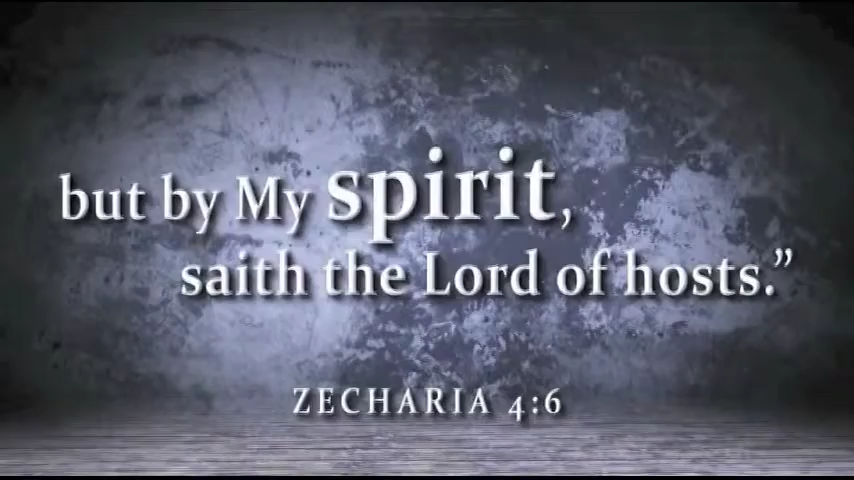 but by My spirit,
saith the Lord of hosts.”
ZECHARIA 4:6